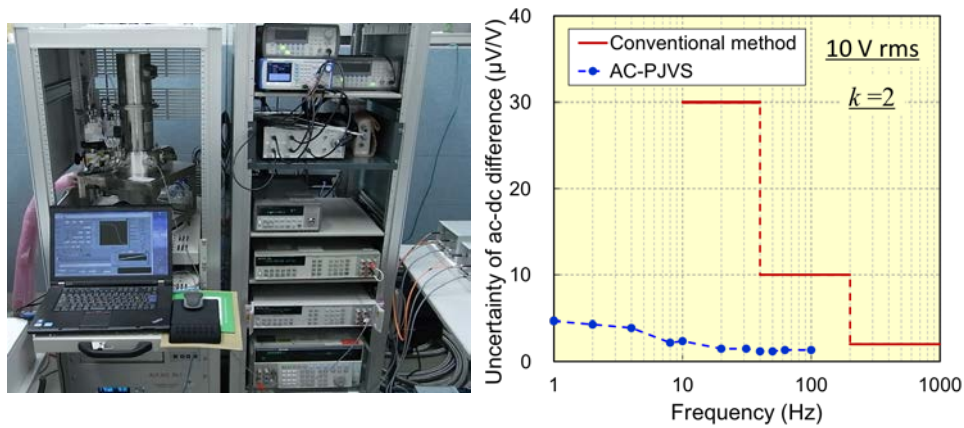 Uncertainty of ac-dc difference (μV/V)
40
30
20
10
0
Conventional method
AC-PJVS
10 V rms
k =2
1
10
100
1000
Frequency (Hz)